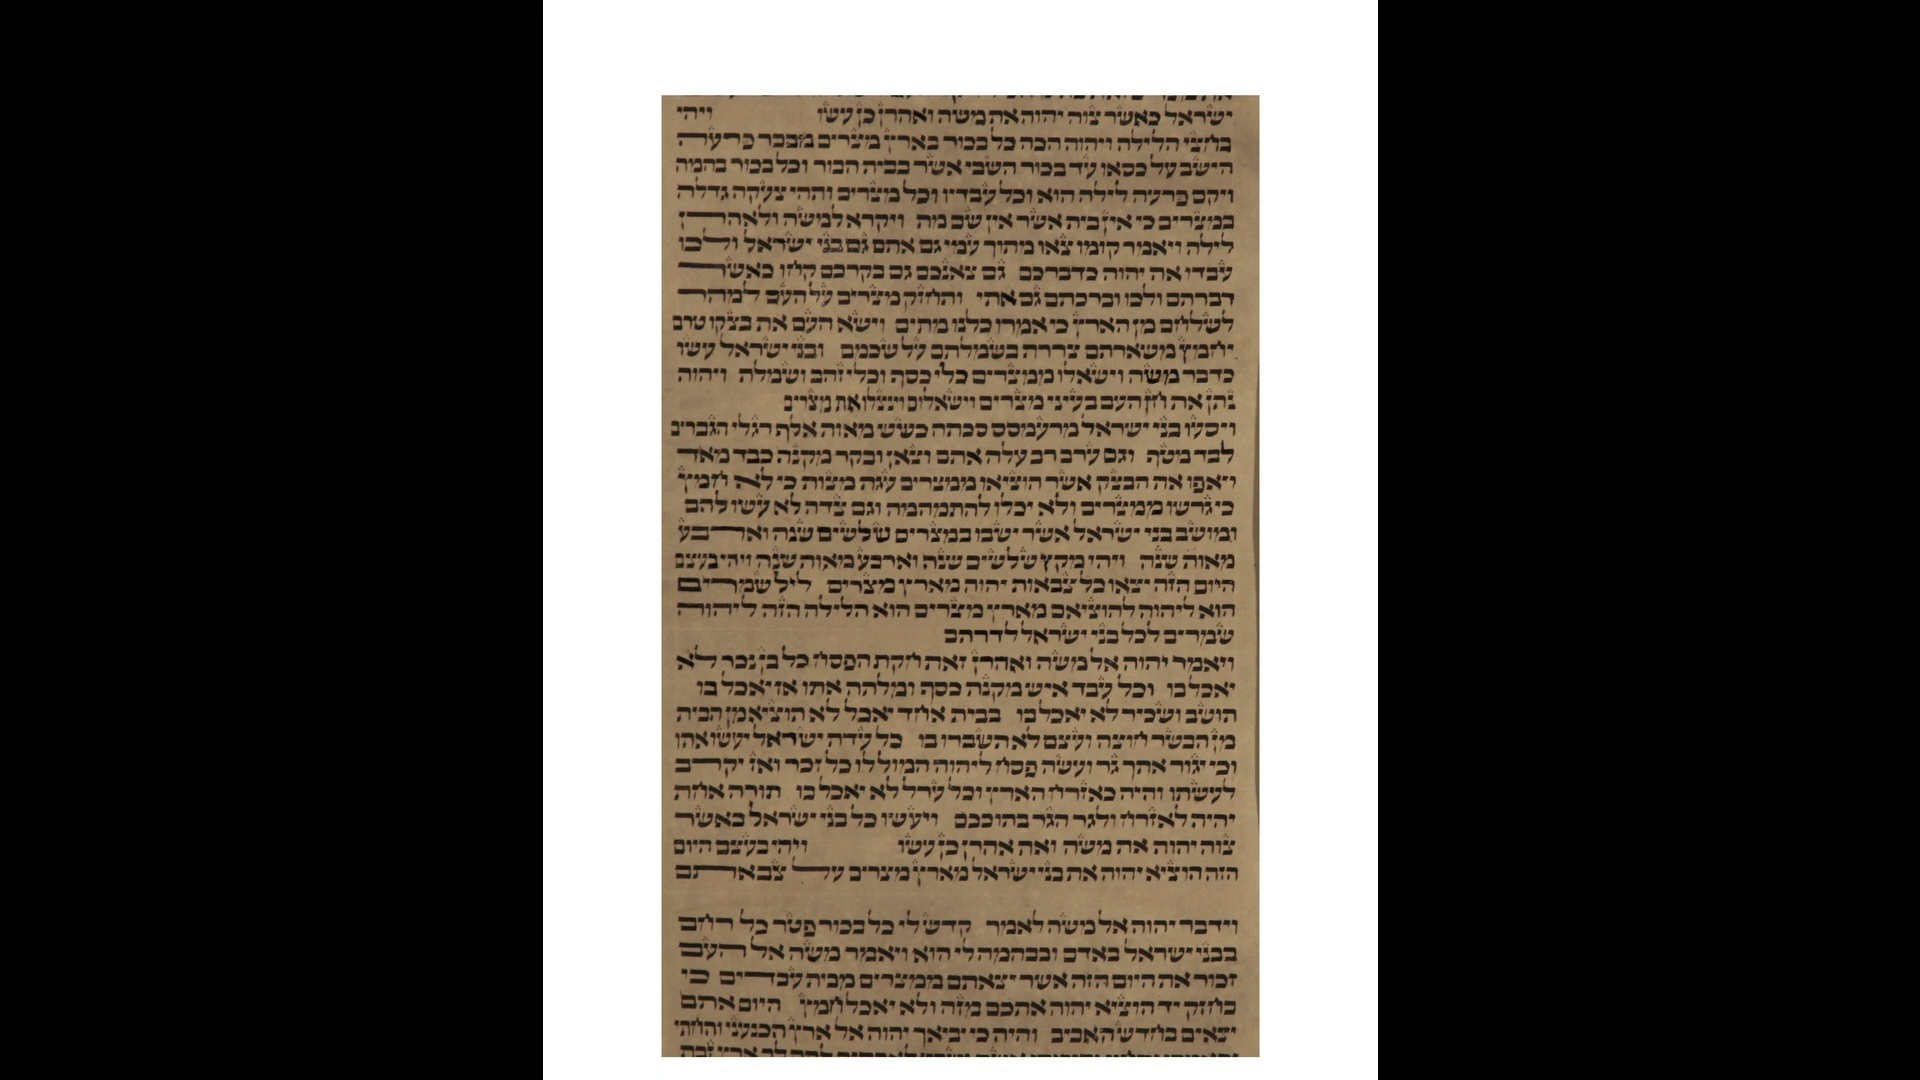 ישראל כאשר צוה יהוה את משה ואהרן כן עשו ויהי
בחצי הלילה ויהוה הכה כל בכור בארץ מצרים מבכר פרעה
הישב על כסאו עד בכור השבי אשר בבית הבור וכל בכור בהמה
ויקם פרעה לילה הוא וכל עבדיו וכל מצרים ותהי צעקה גדלה
במצרים כי אין בית אשר אין שם מת ויקרא למשה ולאהרן
לילה ויאמר קומו צאו מתוך עמי גם אתם גם בני ישראל ולכו
עבדו את יהוה כדברכם גם צאנכם גם בקרכם קחו כאשר
דברתם ולכו וברכתם גם אתי ותחזק מצרים על העם למהר
לשלחם מן הארץ כי אמרו כלנו מתים וישא העם את בצקו טרם
יחמץ משארתם צררת בשמלתם על שכמם ובני ישראל עשו
כדבר משה וישאלו ממצרים כלי כסף וכלי זהב ושמלת ויהוה
נתן את חן העם בעיני מצרים וישאלום וינצלו את מצרים
ויסעו בני ישראל מרעמסס סכתה כשש מאות אלף רגלי הגברים
לבד מטף וגם ערב רב עלה אתם וצאן ובקר מקנה כבד מאד
ויאפו את הבצק אשר הוציאו ממצרים עגת מצות כי לא חמץ
כי גרשו ממצרים ולא יכלו להתמהמה וגם צדה לא עשו להם
ומושב בני ישראל אשר ישבו במצרים שלשים שנה וארבע
מאות שנה ויהי מקץ שלשים שנה וארבע מאות שנה ויהי בעצם
היום הזה יצאו כל צבאות יהוה מארץ מצרים ליל שמרים
הוא ליהוה להוציאם מארץ מצרים הוא הלילה הזה ליהוה
שמרים לכל בני ישראל לדרתם
ויאמר יהוה אל משה ואהרן זאת חקת הפסח כל בן נכר לא
יאכל בו וכל עבד איש מקנת כסף ומלתה אתו אז יאכל בו
תושב ושכיר לא יאכל בו בבית אחד יאכל לא תוציא מן הבית
מן הבשר חוצה ועצם לא תשברו בו כל עדת ישראל יעשו אתו
וכי יגור אתך גר ועשה פסח ליהוה המול לו כל זכר ואז יקרב
לעשתו והיה כאזרח הארץ וכל ערל לא יאכל בו תורה אחת
יהיה לאזרח ולגר הגר בתוככם ויעשו כל בני ישראל כאשר
צוה יהוה את משה ואת אהרן כן עשו ויהי בעצם היום
הזה הוציא יהוה את בני ישראל מארץ מצרים על צבאתם
וידבר יהוה אל משה לאמר קדש לי כל בכור פטר כל רחם
בבני ישראל באדם ובבהמה לי הוא ויאמר משה אל העם
זכור את היום הזה אשר יצאתם ממצרים מבית עבדים כי
בחזק יד הוציא יהוה אתכם מזה ולא יאכל חמץ היום אתם
יצאים בחדש האביב והיה כי יביאך יהוה אל ארץ הכנעני והחתי